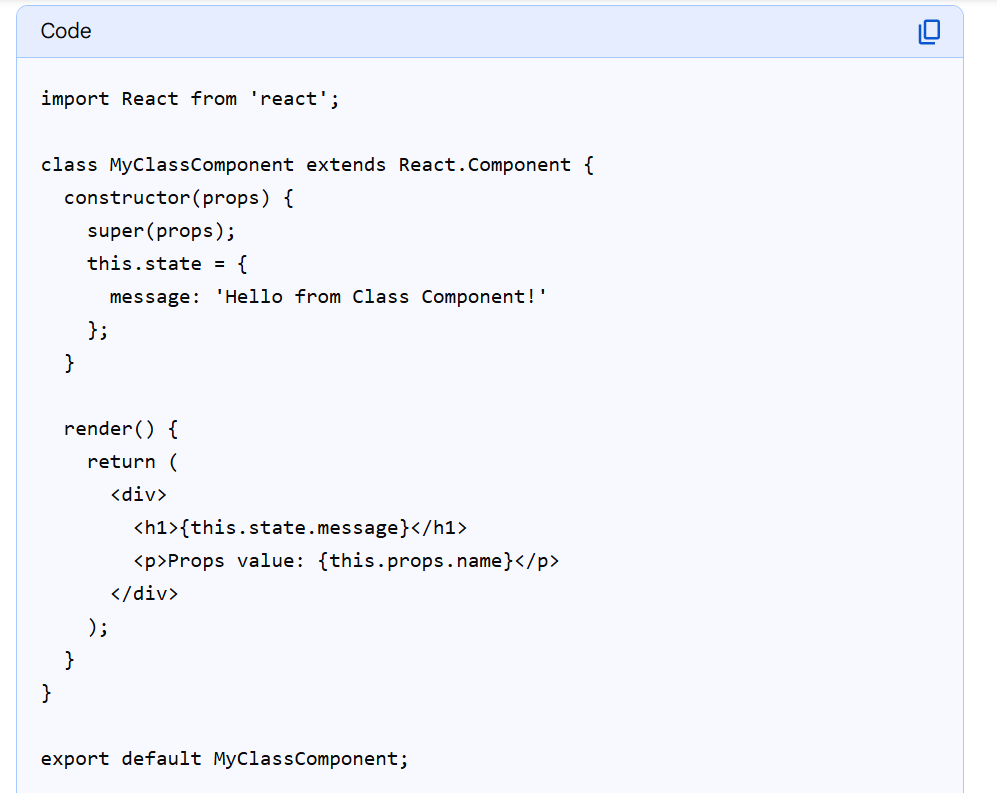 Code
import React from 'react';
class MyClassComponent extends React.Component {
  constructor(props) {
    super(props);
    this.state = {
      message: 'Hello from Class Component!'
    };
  }
  render() {
    return (
      <div>
        <h1>{this.state.message}</h1>
        <p>Props value: {this.props.name}</p>
      </div>
    );
  }
}
export default MyClassComponent;